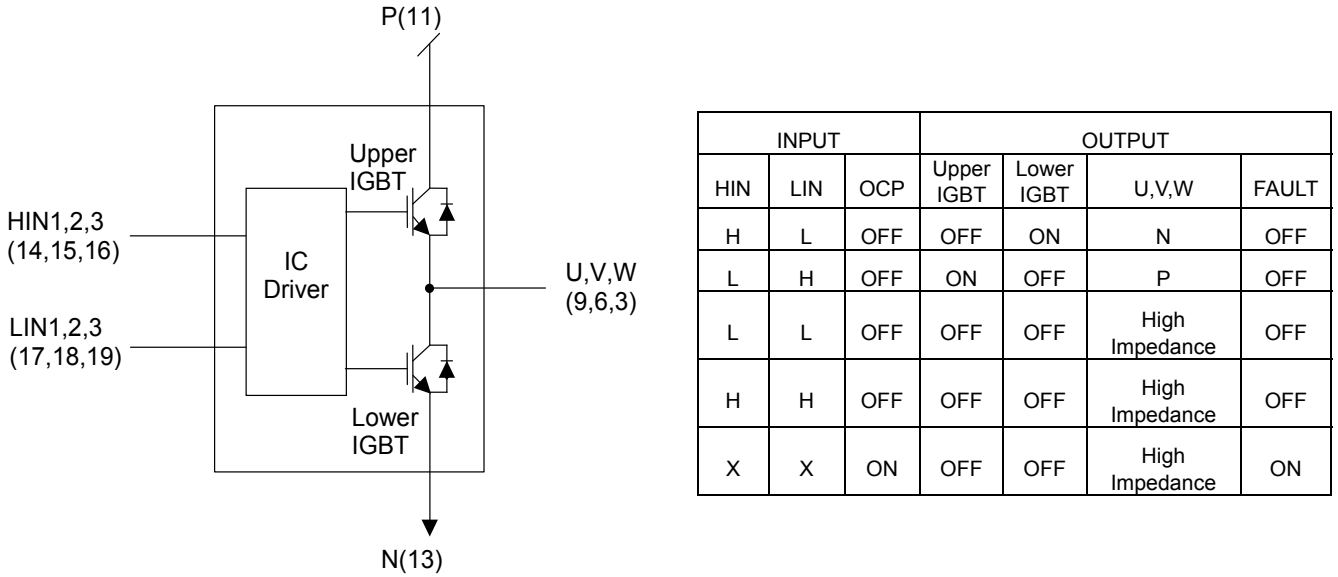 P(11)
Upper
IGBT
HIN1,2,3
(14,15,16)
IC
Driver
U,V,W
(9,6,3)
LIN1,2,3
(17,18,19)
Lower
IGBT
N(13)
INPUT OUTPUT
HIN LIN OCP Upper IGBT Lower IGBT U,V,W FAULT
H L OFF OFF ON N OFF
L H OFF ON OFF P OFF
L L OFF OFF OFF High Impedance OFF
H H OFF OFF OFF High Impedance OFF
X X ON OFF OFF High Impedance ON